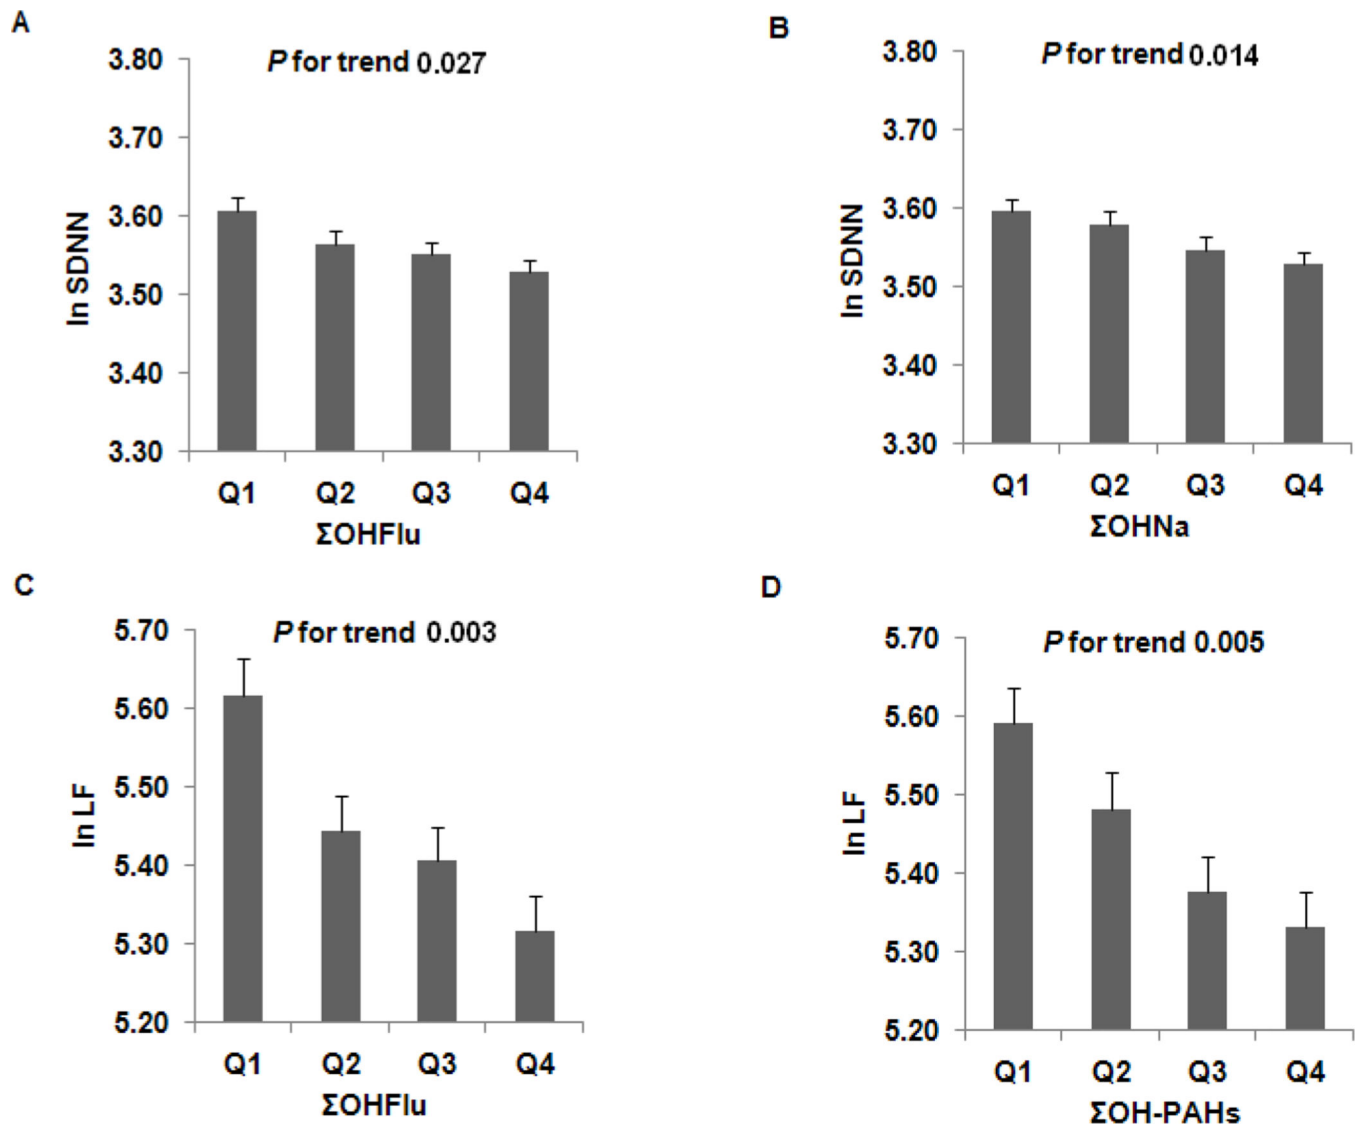 A
P for trend 0.027
3.80
3.70
3.60
3.50
3.40
3.30
ln SDNN
Q1 Q2 Q3 Q4
ΣOHFlu
B
P for trend 0.014
3.80
3.70
3.60
3.50
3.40
3.30
ln SDNN
Q1 Q2 Q3 Q4
ΣOHNa
C
P for trend 0.003
5.70
5.60
5.50
5.40
5.30
5.20
ln LF
Q1 Q2 Q3 Q4
ΣOHFlu
D
P for trend 0.005
5.70
5.60
5.50
5.40
5.30
5.20
ln LF
Q1 Q2 Q3 Q4
ΣOH-PAHs